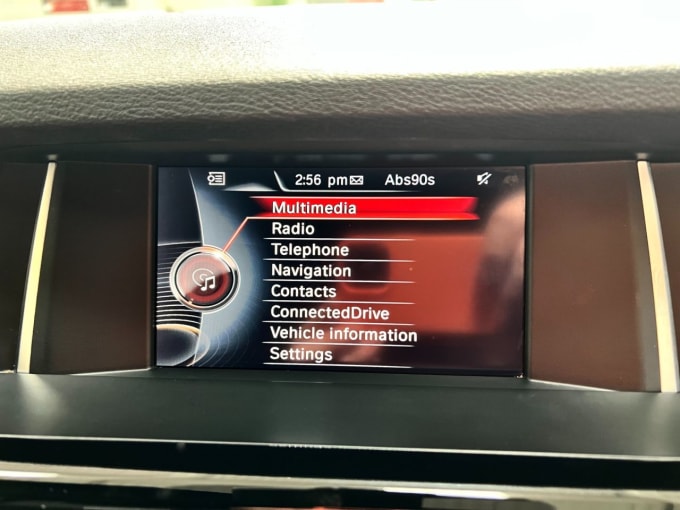 2:56 pm Abs90s
Multimedia
Radio
Telephone
Navigation
Contacts
ConnectedDrive
Vehicle information
Settings